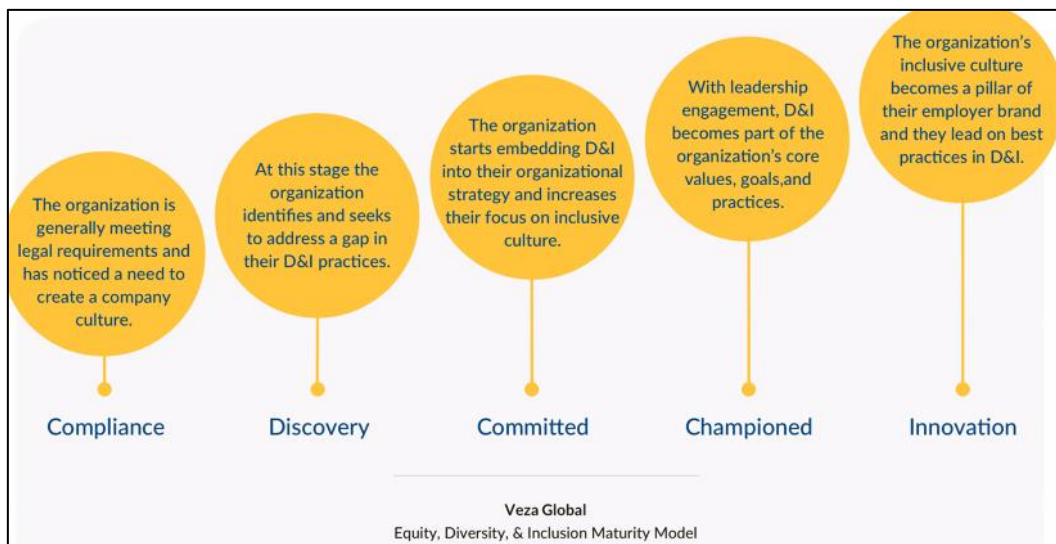 The organization is
generally meeting
legal requirements and
has noticed a need to
create a company
culture.
Compliance
At this stage the
organization
identifies and seeks
to address a gap in
their D&I practices.
Discovery
The organization
starts embedding D&I
into their organizational
strategy and increases
their focus on inclusive
culture.
Committed
With leadership
engagement, D&I
becomes part of the
organization's core
values, goals,and
practices.
Championed
The organization's
inclusive culture
becomes a pillar of
their employer brand
and they lead on best
practices in D&I.
Innovation
Veza Global
Equity, Diversity, & Inclusion Maturity Model